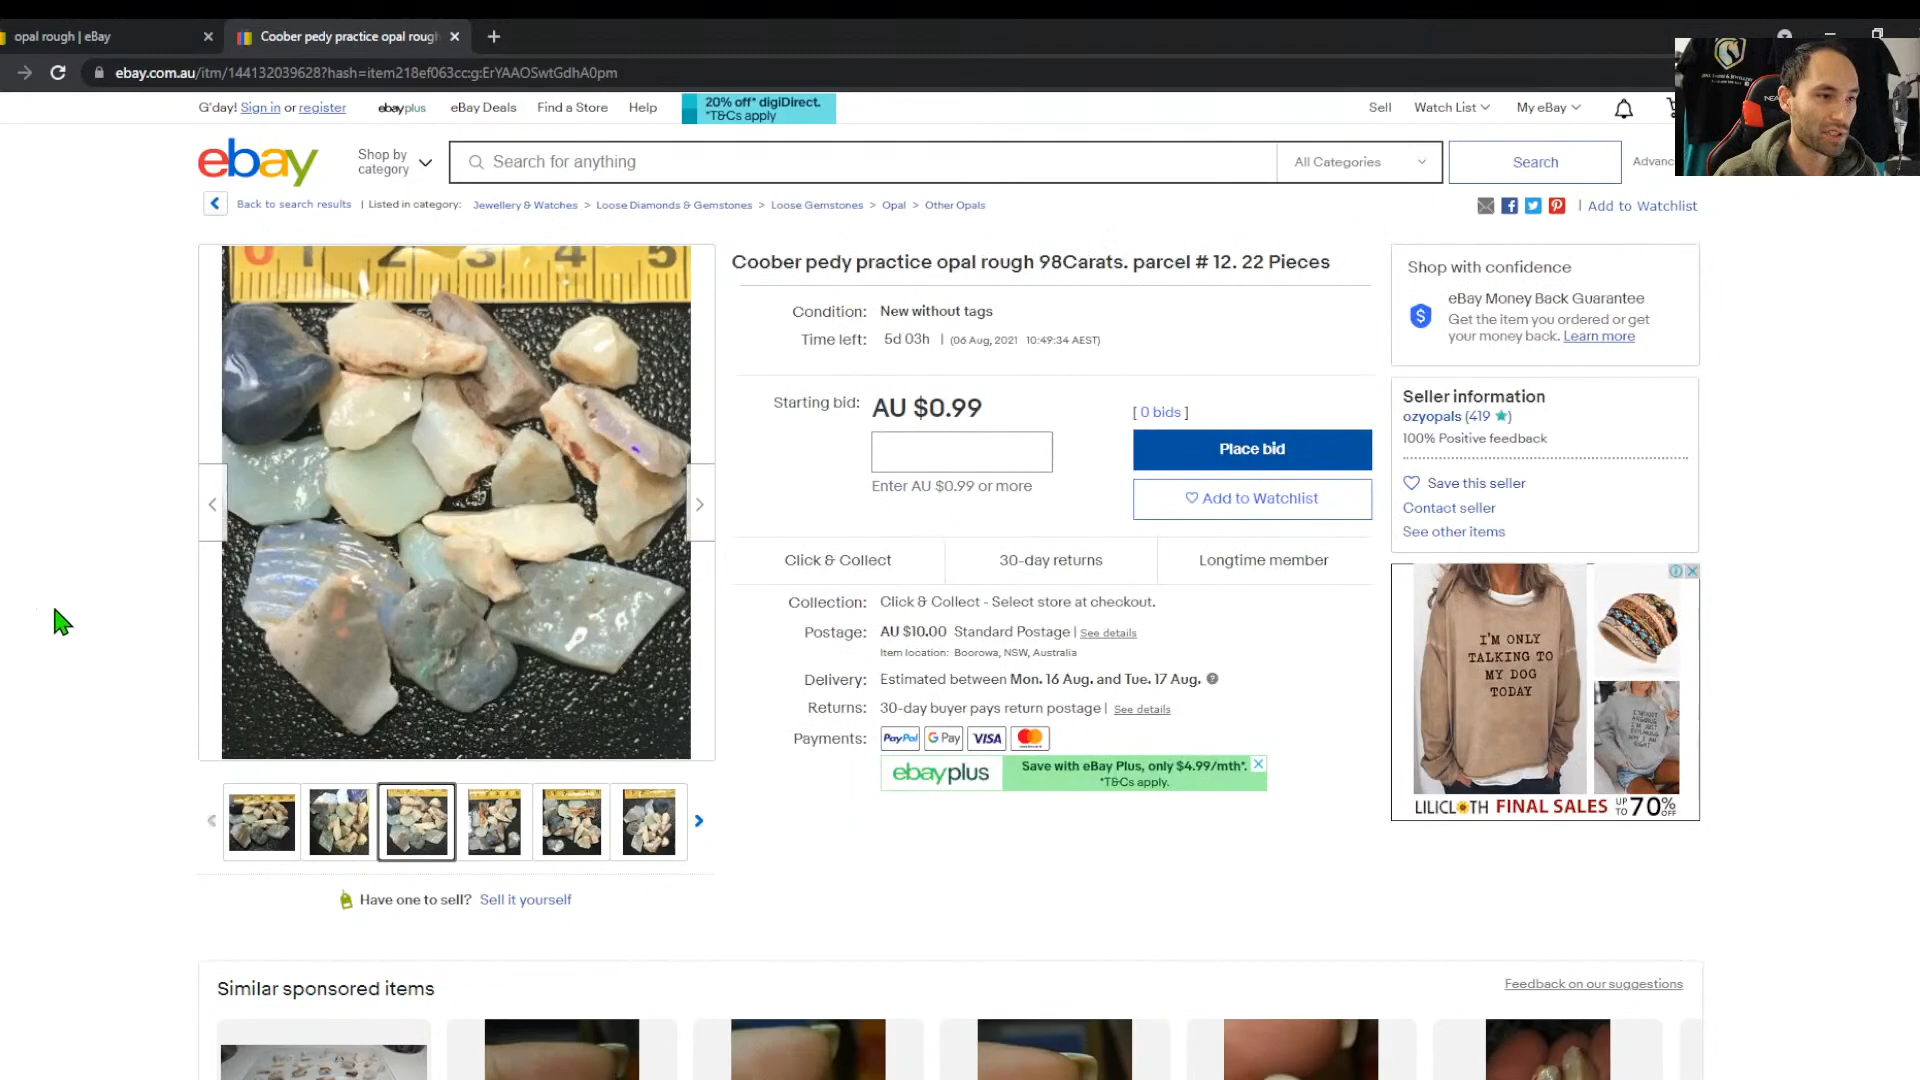 opal rough | eBay
Coober pedy practice opal rough
ebay.com.au/itm/144132039628?hash=item218ef063cc:g:ErYAAOSwtGdhA0pm
G'day! Sign in or register
ebayplus
eBay Deals
Find a Store
Help
20% off* digiDirect.
*T&Cs apply
Sell
Watch List
My eBay
ebay
Shop by
category
Search for anything
All Categories
Search
Back to search results
Listed in category:
Jewellery & Watches > Loose Diamonds & Gemstones > Loose Gemstones > Opal > Other Opals
| Add to Watchlist
0 1 2 3 4 5
Coober pedy practice opal rough 98Carats. parcel # 12. 22 Pieces
Condition: New without tags
Time left: 5d 03h | (06 Aug, 2021 10:49:34 AEST)
Starting bid: AU $0.99
[ 0 bids ]
Place bid
Enter AU $0.99 or more
Add to Watchlist
Click & Collect
30-day returns
Longtime member
Collection: Click & Collect - Select store at checkout.
Postage: AU $10.00 Standard Postage | See details
Item location: Boorowa, NSW, Australia
Delivery: Estimated between Mon. 16 Aug. and Tue. 17 Aug.
Returns: 30-day buyer pays return postage | See details
Payments: PayPal G Pay VISA
ebayplus
Save with eBay Plus, only $4.99/mth*.
*T&Cs apply.
Shop with confidence
eBay Money Back Guarantee
Get the item you ordered or get
your money back. Learn more
Seller information
ozyopals (419 ★)
100% Positive feedback
Save this seller
Contact seller
See other items
I'M ONLY
TALKING TO
MY DOG
TODAY
LILICLOTH FINAL SALES UP TO 70% OFF
Have one to sell? Sell it yourself
Similar sponsored items
Feedback on our suggestions